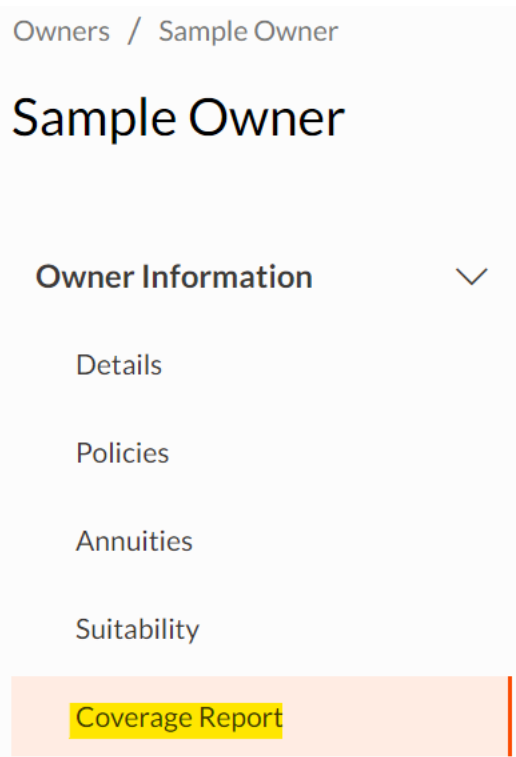 Owners / Sample Owner
Sample Owner
Owner Information
Details
Policies
Annuities
Suitability
Coverage Report